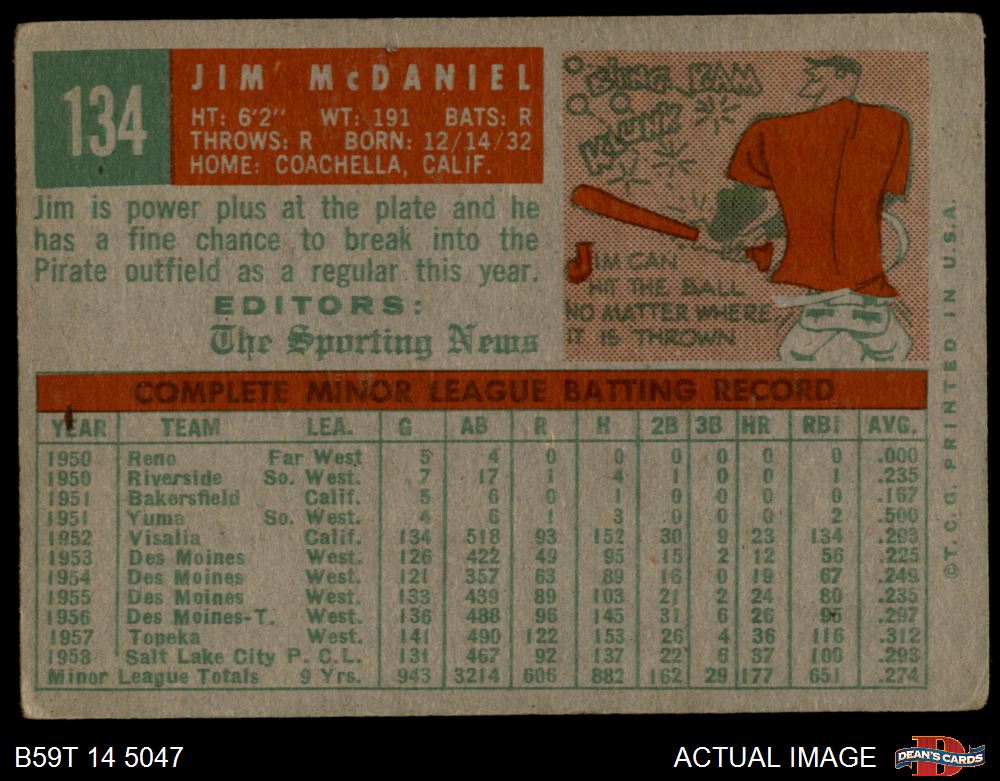 134
JIM McDANIEL
HT: 6'2" WT: 191 BATS: R
THROWS: R BORN: 12/14/32
HOME: COACHELLA, CALIF.
Jim is power plus at the plate and he
has a fine chance to break into the
Pirate outfield as a regular this year.
EDITORS:
The Sporting News
BING BAM
JIM CAN
HIT THE BALL
NO MATTER WHERE
IT IS THROWN
COMPLETE MINOR LEAGUE BATTING RECORD
YEAR TEAM LEA. G AB R H 2B 3B HR RBI AVG.
1950 Reno Far West 5 4 0 0 0 0 0 0 .000
1950 Riverside So. West. 7 17 1 4 1 0 0 1 .235
1951 Bakersfield Calif. 5 6 0 1 0 0 0 0 .167
1951 Yuma So. West. 4 6 1 3 0 0 0 2 .500
1952 Visalia Calif. 134 518 93 152 30 9 23 134 .293
1953 Des Moines West. 126 422 49 95 15 2 12 56 .225
1954 Des Moines West. 121 357 63 89 16 0 19 67 .249
1955 Des Moines West. 133 439 89 103 21 2 24 80 .235
1956 Des Moines-T. West. 136 488 96 145 31 6 26 96 .297
1957 Topeka West. 141 490 122 153 26 4 36 116 .312
1958 Salt Lake City P. C. L. 131 467 92 137 22 6 37 100 .293
Minor League Totals 9 Yrs. 943 3214 606 882 162 29 177 651 .274
©T. C. G. PRINTED IN U.S.A.
B59T 14 5047
ACTUAL IMAGE
D
DEAN'S CARDS